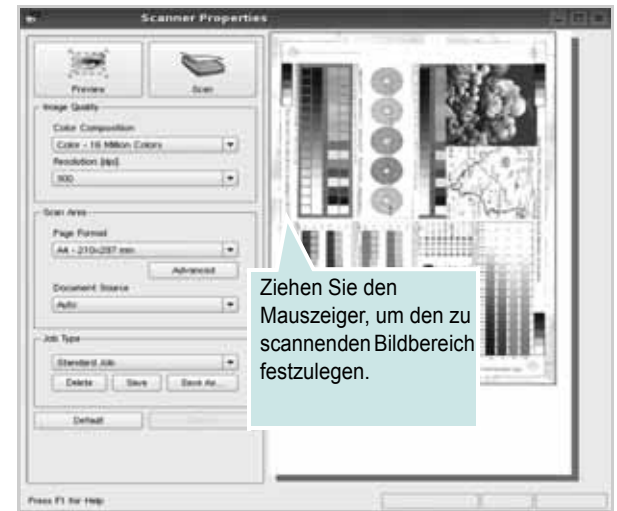 Scanner Properties
Preview
Scan
Image Quality
Color Composition
Color - 16 Million Colors
Resolution [dpi]
300
Scan Area
Page Format
A4 - 210x297 mm
Advanced
Document Source
Auto
Job Type
Standard Job
Delete
Save
Save As...
Default
Press F1 for Help
Ziehen Sie den
Mauszeiger, um den zu
scannenden Bildbereich
festzulegen.